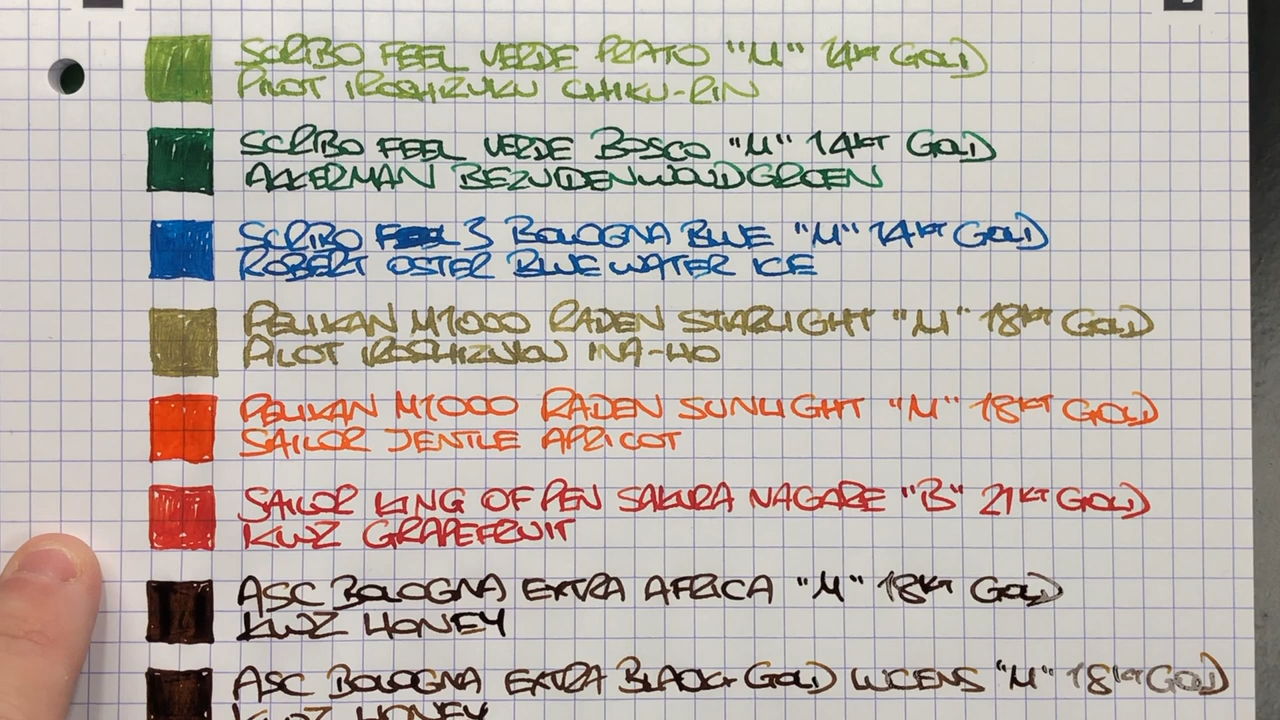 SCRIBO FEEL VERDE PRATO "M" 14KT GOLD
PILOT IROSHIZUKU CHIKU-RIN
SCRIBO FEEL VERDE BOSCO "M" 14KT GOLD
AKKERMAN BEZUIDENWOUDGROEN
SCRIBO 3 BOLOGNA BLUE "M" 14KT GOLD
ROBERT OSTER BLUE WATER ICE
PELIKAN M1000 RADEN STARLIGHT "M" 18KT GOLD
PILOT IROSHIZUKU INA-HO
PELIKAN M1000 RADEN SUNLIGHT "M" 18KT GOLD
SAILOR JENTLE APRICOT
SAILOR KING OF PEN SAKURA NAGARE "B" 21KT GOLD
KWZ GRAPEFRUIT
ASC BOLOGNA EXTRA AFRICA "M" 18KT GOLD
KWZ HONEY
ASC BOLOGNA EXTRA BLACK GOLD LUCENS "M" 18KT GOLD
KWZ HONEY